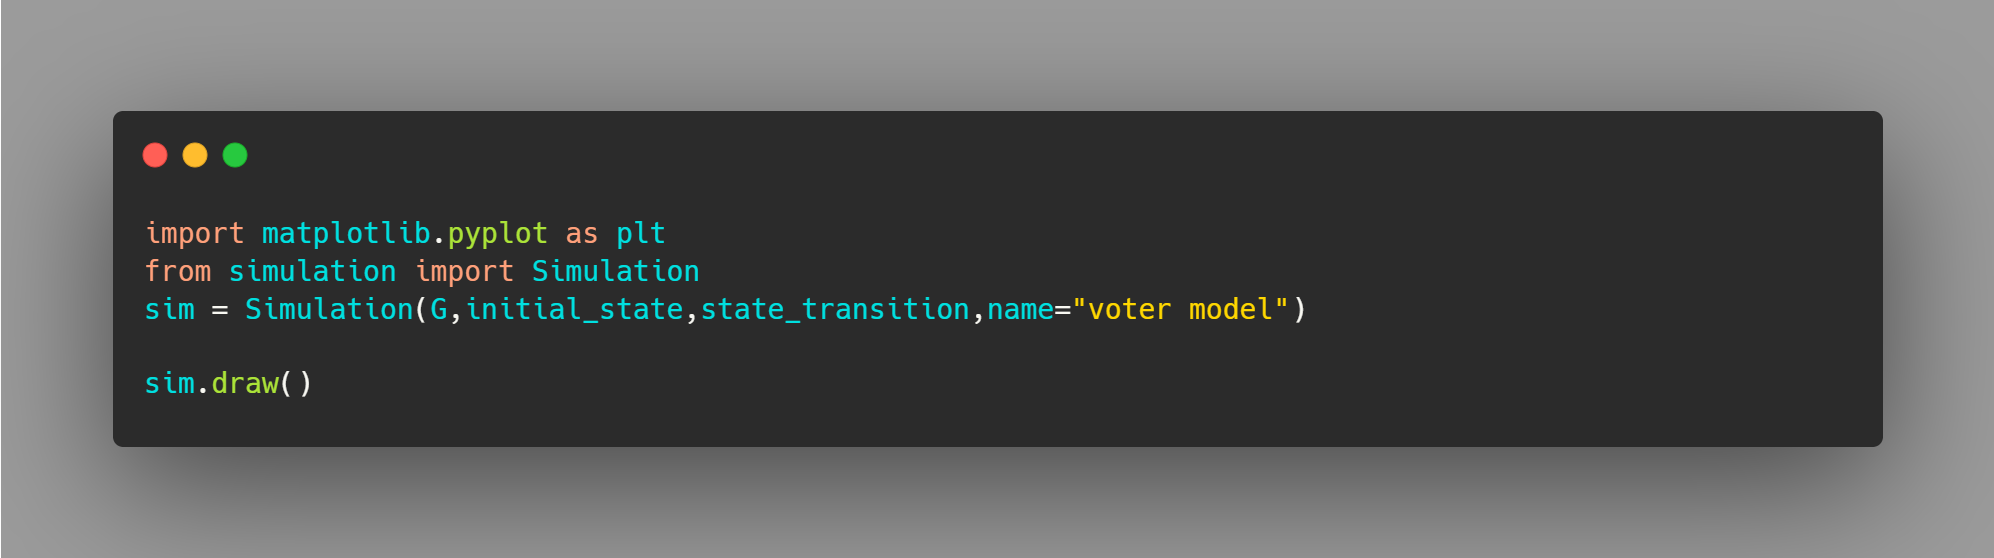 import matplotlib.pyplot as plt
from simulation import Simulation
sim = Simulation(G,initial_state,state_transition,name="voter model")
sim.draw()